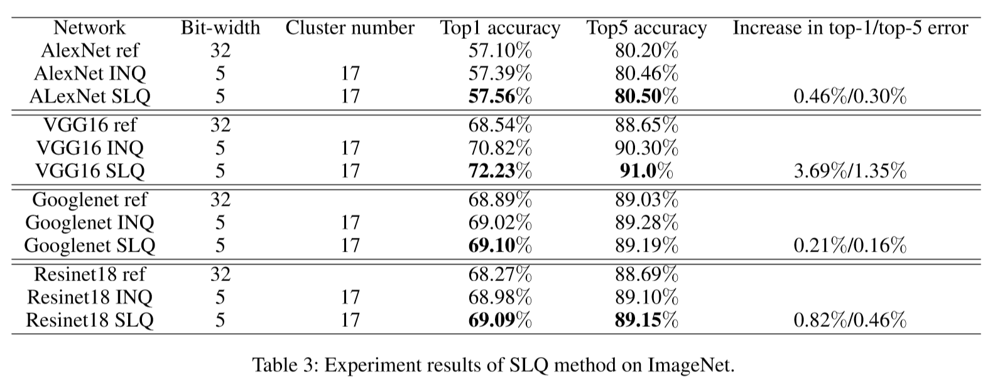 Network Bit-width Cluster number Top1 accuracy Top5 accuracy Increase in top-1/top-5 error
AlexNet ref 32 57.10% 80.20%
AlexNet INQ 5 17 57.39% 80.46%
ALexNet SLQ 5 17 57.56% 80.50% 0.46%/0.30%
VGG16 ref 32 68.54% 88.65%
VGG16 INQ 5 17 70.82% 90.30%
VGG16 SLQ 5 17 72.23% 91.0% 3.69%/1.35%
Googlenet ref 32 68.89% 89.03%
Googlenet INQ 5 17 69.02% 89.28%
Googlenet SLQ 5 17 69.10% 89.19% 0.21%/0.16%
Resinet18 ref 32 68.27% 88.69%
Resinet18 INQ 5 17 68.98% 89.10%
Resinet18 SLQ 5 17 69.09% 89.15% 0.82%/0.46%
Table 3: Experiment results of SLQ method on ImageNet.